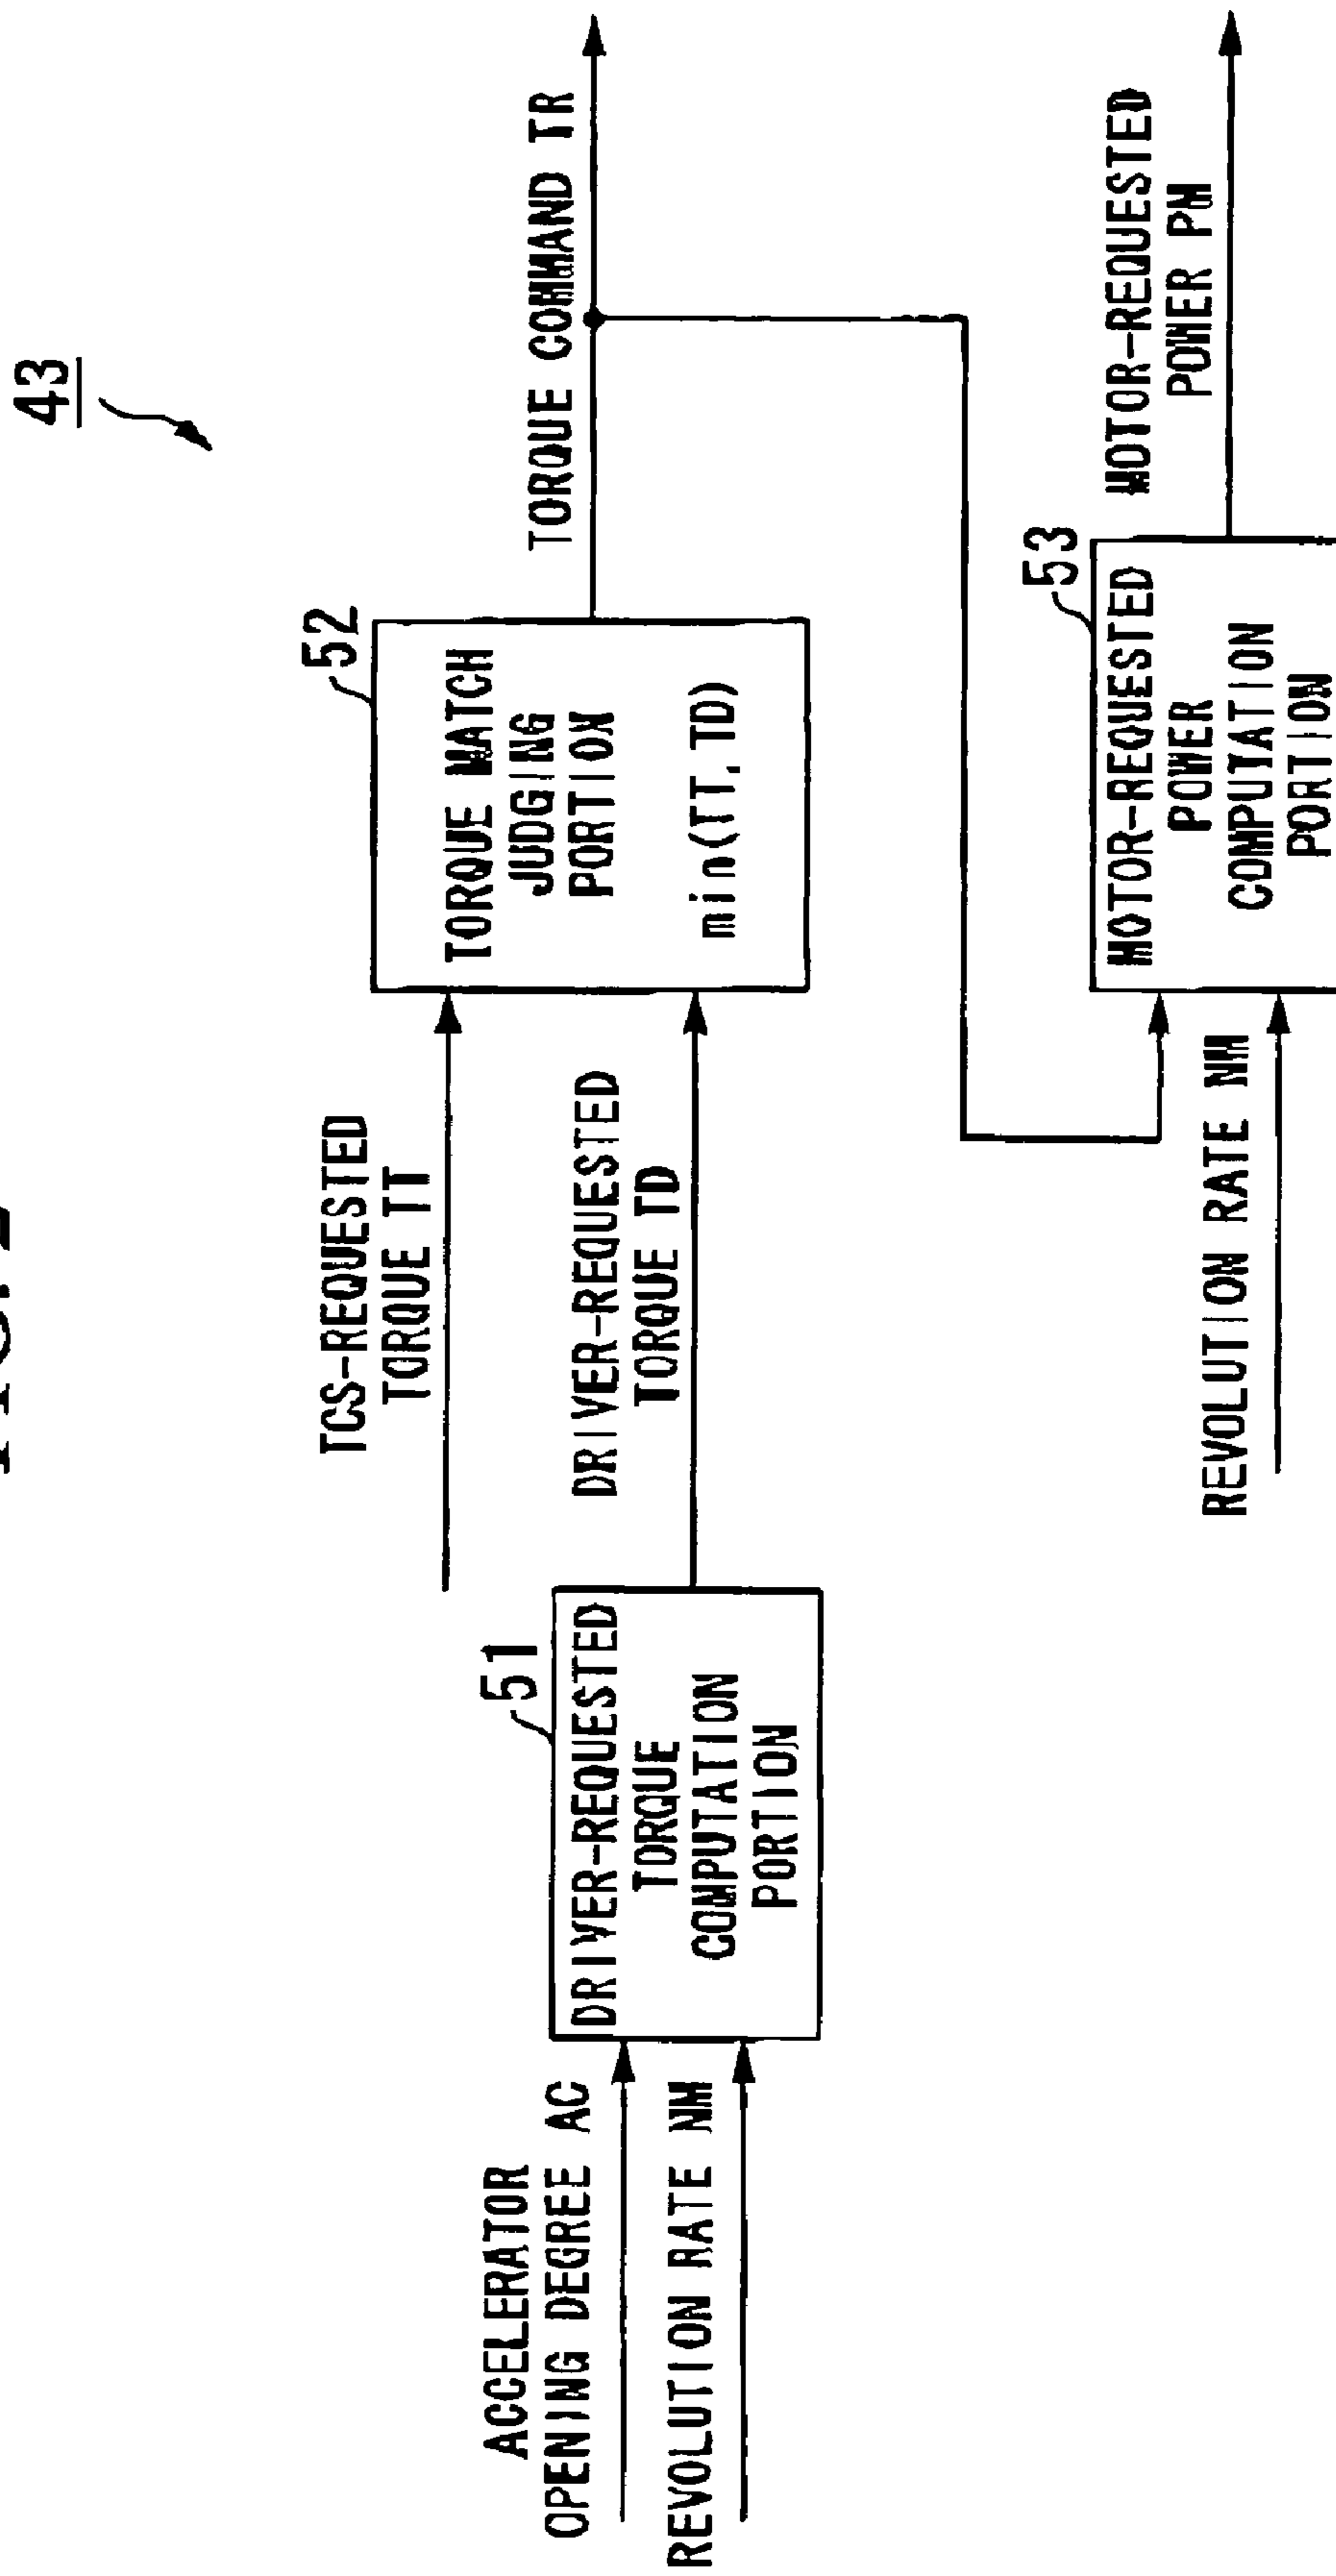 43
TCS-REQUESTED
TORQUE TT
52
TORQUE MATCH
JUDGING
PORTION
min(TT, TD)
TORQUE COMMAND TR
ACCELERATOR
OPENING DEGREE AC
REVOLUTION RATE NM
51
DRIVER-REQUESTED
TORQUE
COMPUTATION
PORTION
DRIVER-REQUESTED
TORQUE TD
REVOLUTION RATE NM
53
MOTOR-REQUESTED
POWER
COMPUTATION
PORTION
MOTOR-REQUESTED
POWER PM